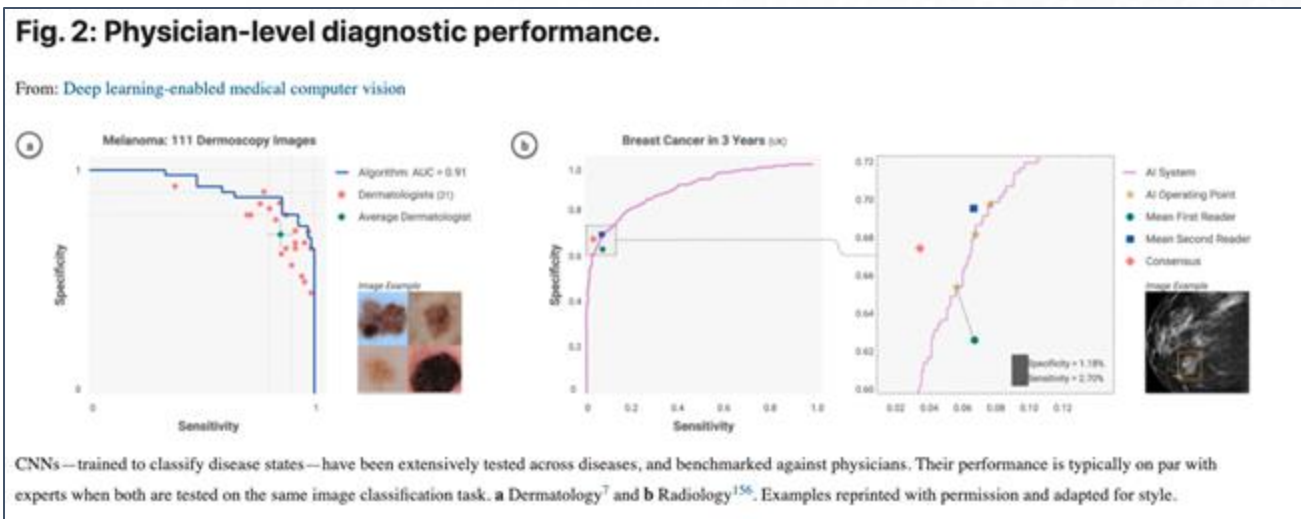 Fig. 2: Physician-level diagnostic performance.
From: Deep learning-enabled medical computer vision
a
Melanoma: 111 Dermoscopy Images
1
Specificity
0
0
1
Sensitivity
Algorithm: AUC = 0.91
Dermatologists (21)
Average Dermatologist
Image Example
b
Breast Cancer in 3 Years (UK)
1.0
0.8
0.6
0.4
0.2
0
Specificity
0 0.2 0.4 0.6 0.8 1.0
Sensitivity
0.72
0.70
0.68
0.66
0.64
0.62
0.60
0.02 0.04 0.06 0.08 0.10 0.12
Specificity = 1.18%
Sensitivity = 2.70%
AI System
AI Operating Point
Mean First Reader
Mean Second Reader
Consensus
Image Example
CNNs—trained to classify disease states—have been extensively tested across diseases, and benchmarked against physicians. Their performance is typically on par with
experts when both are tested on the same image classification task. a Dermatology7 and b Radiology156. Examples reprinted with permission and adapted for style.